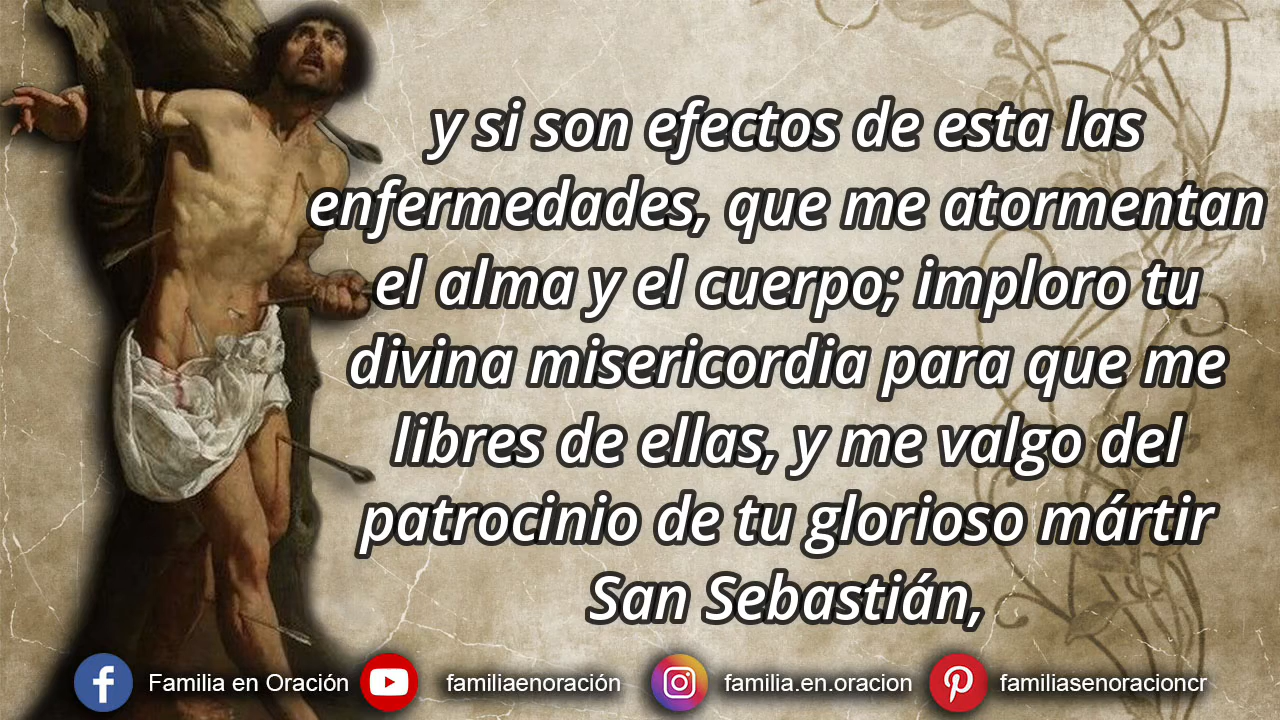 y si son efectos de esta las
enfermedades, que me atormentan
el alma y el cuerpo; imploro tu
divina misericordia para que me
libres de ellas, y me valgo del
patrocinio de tu glorioso mártir
San Sebastián,
Familia en Oración familiaenoración familia.en.oracion familiasenoracioncr